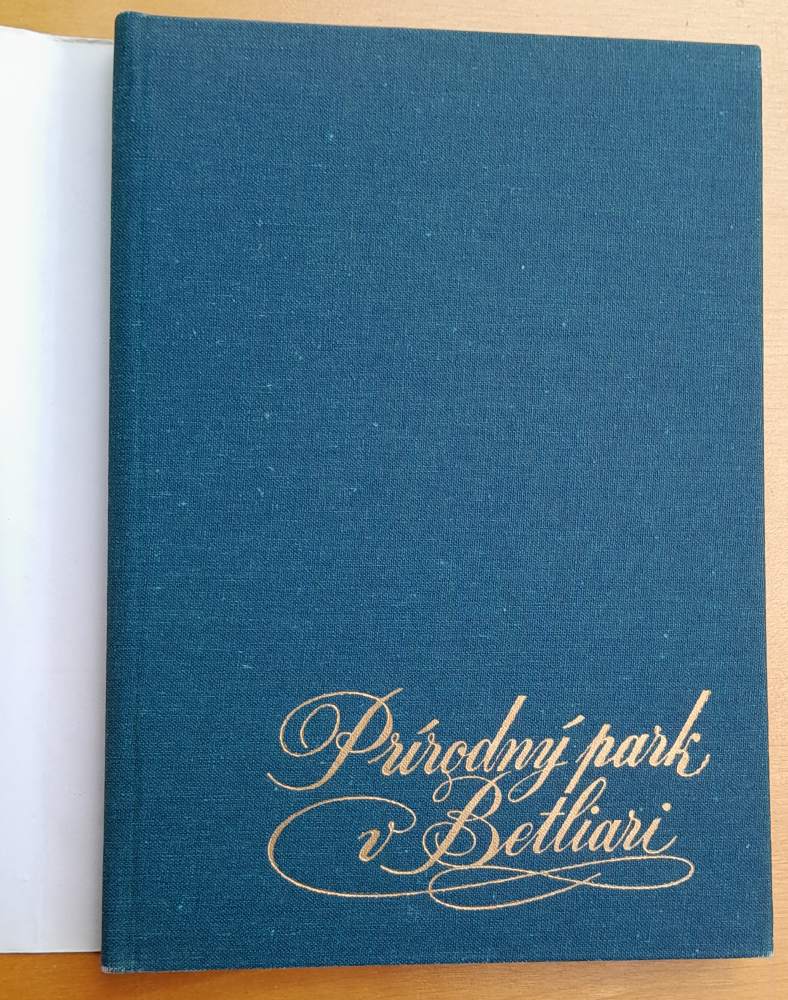 Prírodný park
v Betliari